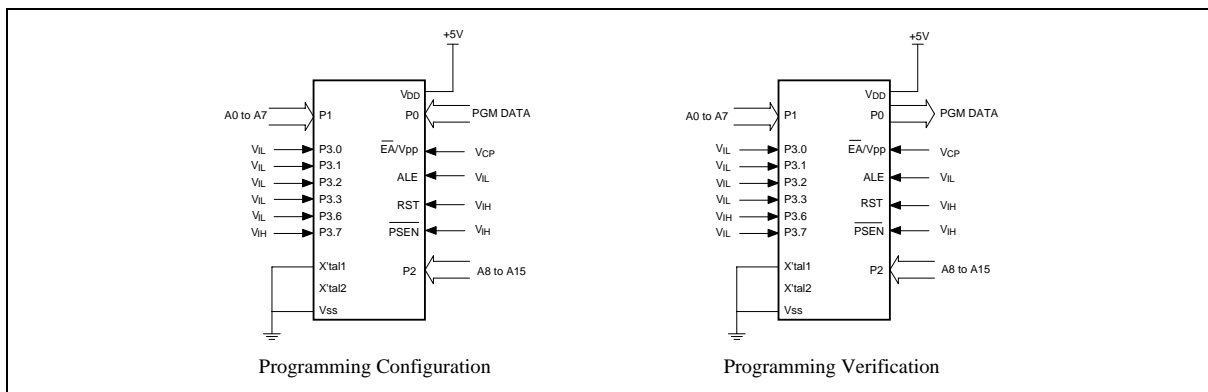 +5V
VDD
A0 to A7
P1
P0
PGM DATA
VIL
P3.0
EA/Vpp
VCP
VIL
P3.1
VIL
P3.2
ALE
VIL
VIL
P3.3
RST
VIH
VIL
P3.6
VIH
P3.7
PSEN
VIH
X'tal1
P2
A8 to A15
X'tal2
Vss
Programming Configuration
+5V
VDD
A0 to A7
P1
P0
PGM DATA
VIL
P3.0
EA/Vpp
VCP
VIL
P3.1
VIL
P3.2
ALE
VIL
VIL
P3.3
RST
VIH
VIH
P3.6
VIL
P3.7
PSEN
VIH
X'tal1
P2
A8 to A15
X'tal2
Vss
Programming Verification